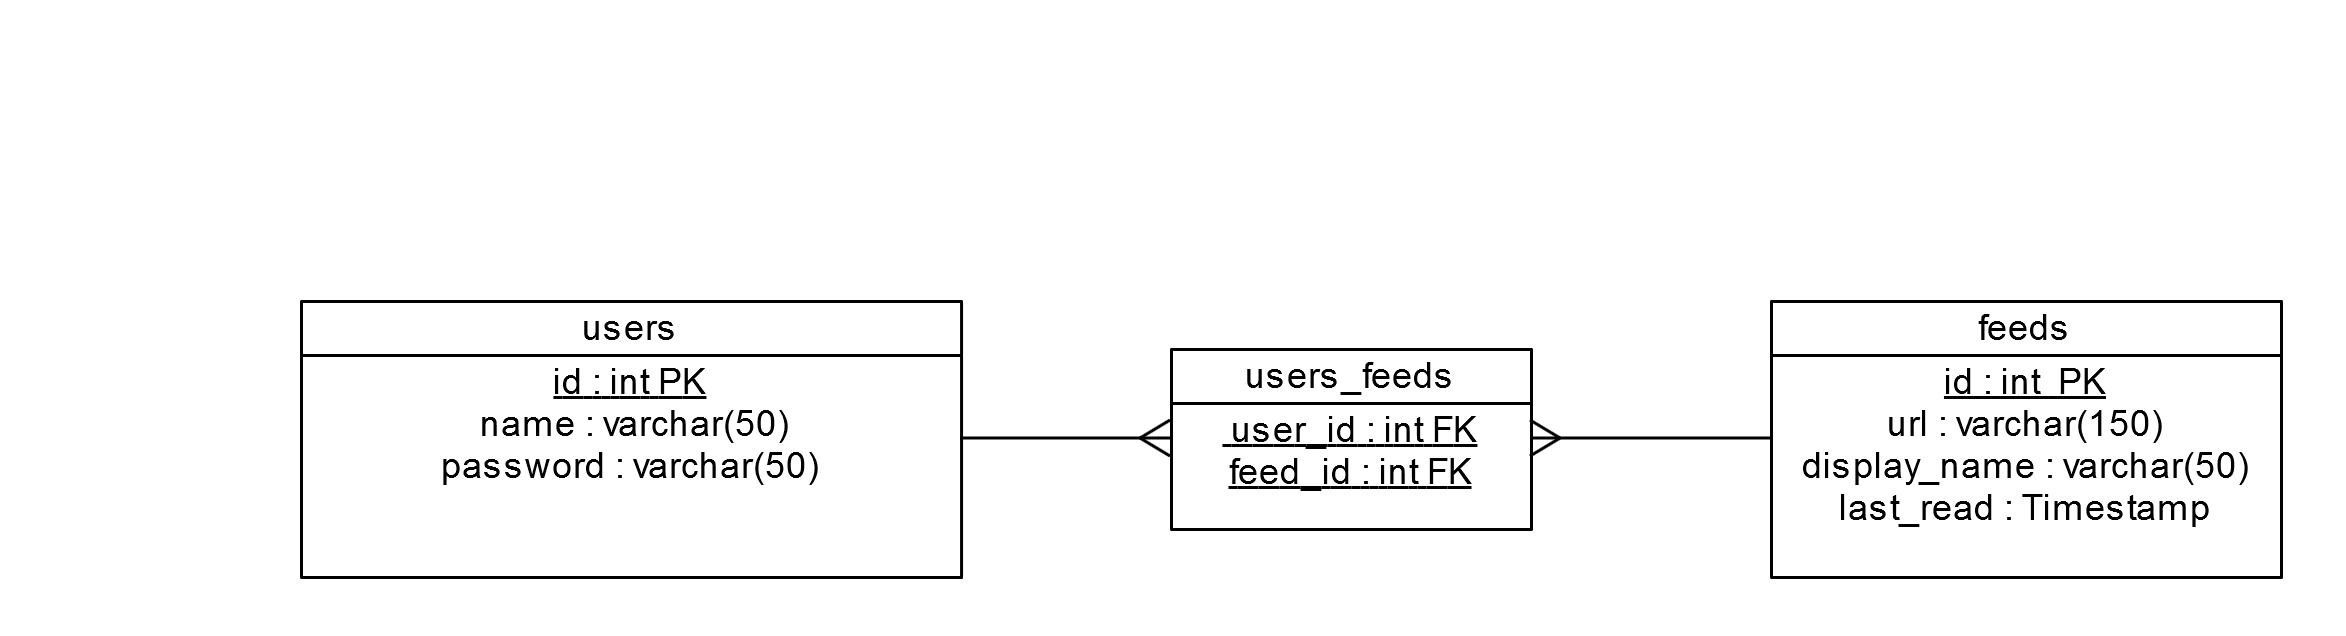 users
id : int PK
name : varchar(50)
password : varchar(50)
users_feeds
user_id : int FK
feed_id : int FK
feeds
id : int PK
url : varchar(150)
display_name : varchar(50)
last_read : Timestamp